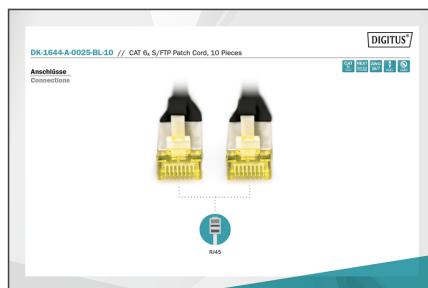 DIGITUS®
DK-1644-A-0025-BL-10 // CAT 6A S/FTP Patch Cord, 10 Pieces
Anschlüsse
Connections
RJ45